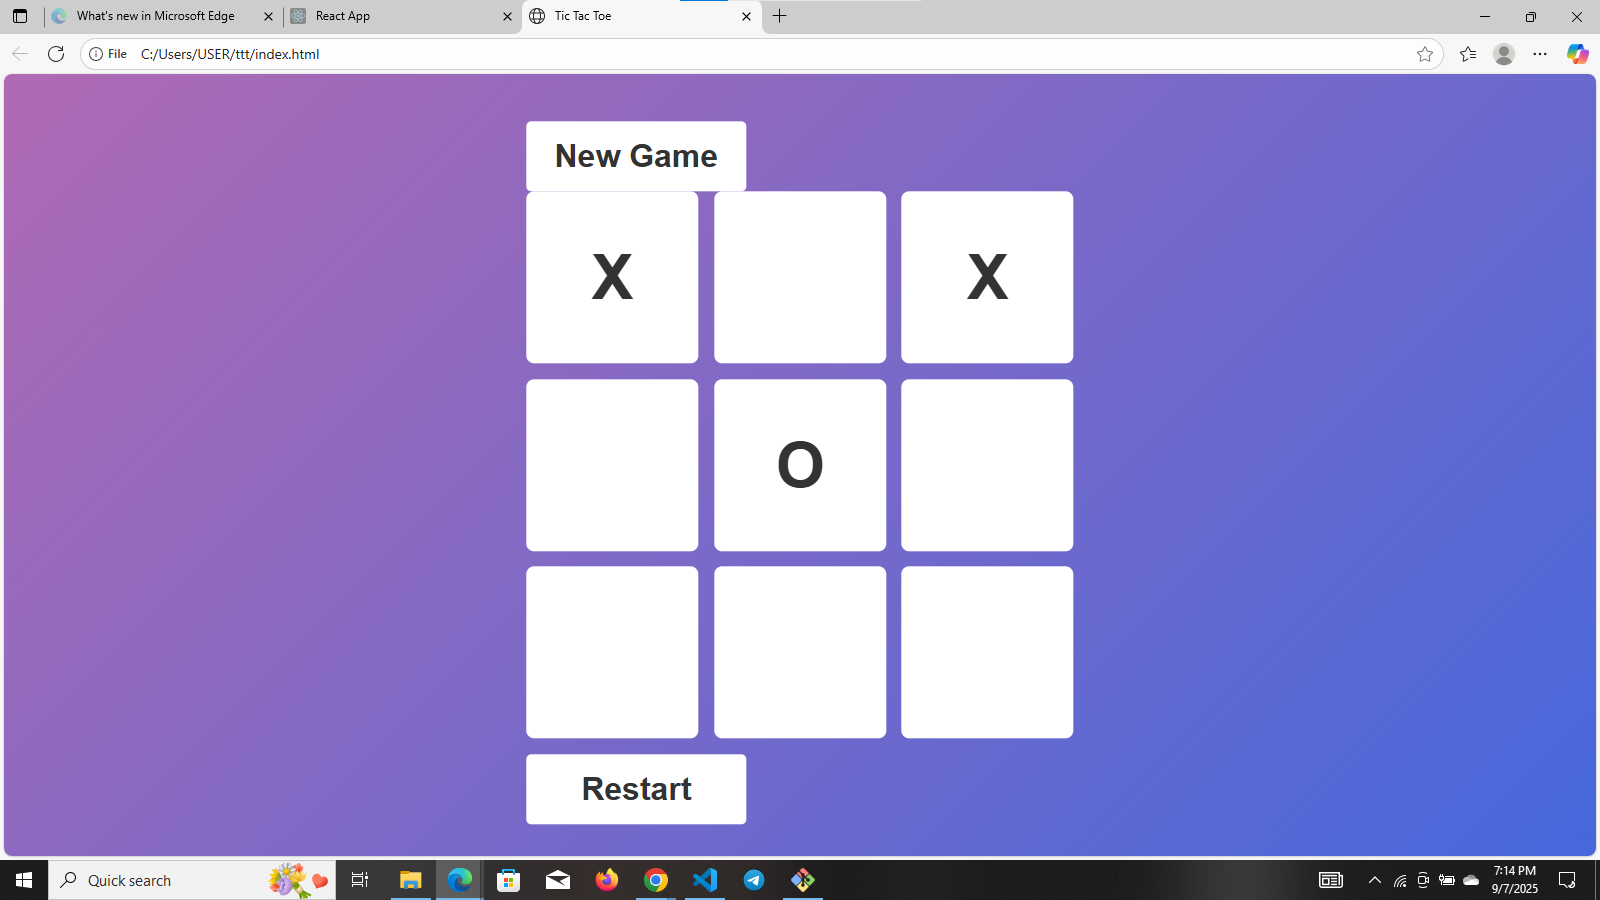 What's new in Microsoft Edge
React App
Tic Tac Toe
File
C:/Users/USER/ttt/index.html
New Game
X
X
O
Restart
Quick search
7:14 PM
9/7/2025